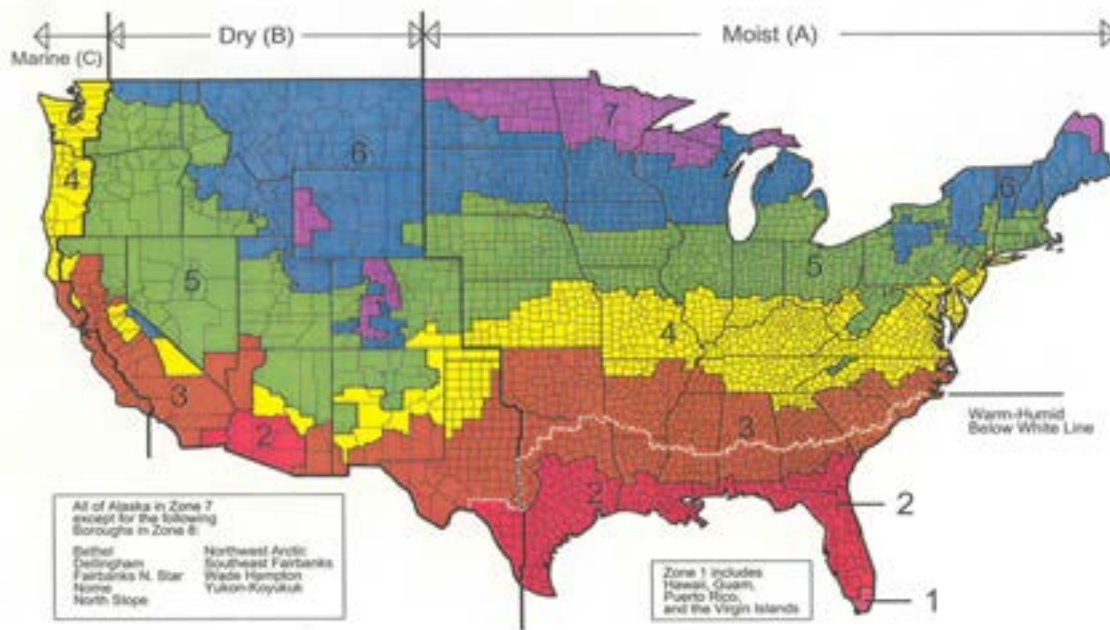 Dry (B)
Moist (A)
Marine (C)
7
6
6
4
5
5
4
3
3
Warm-Humid
Below White Line
2
2
2
1
All of Alaska in Zone 7
except for the following
Boroughs in Zone 8:
Bethel
Dellingham
Fairbanks N. Star
Nome
North Slope
Northwest Arctic
Southeast Fairbanks
Wade Hampton
Yukon-Koyukuk
Zone 1 includes
Hawaii, Guam,
Puerto Rico,
and the Virgin Islands